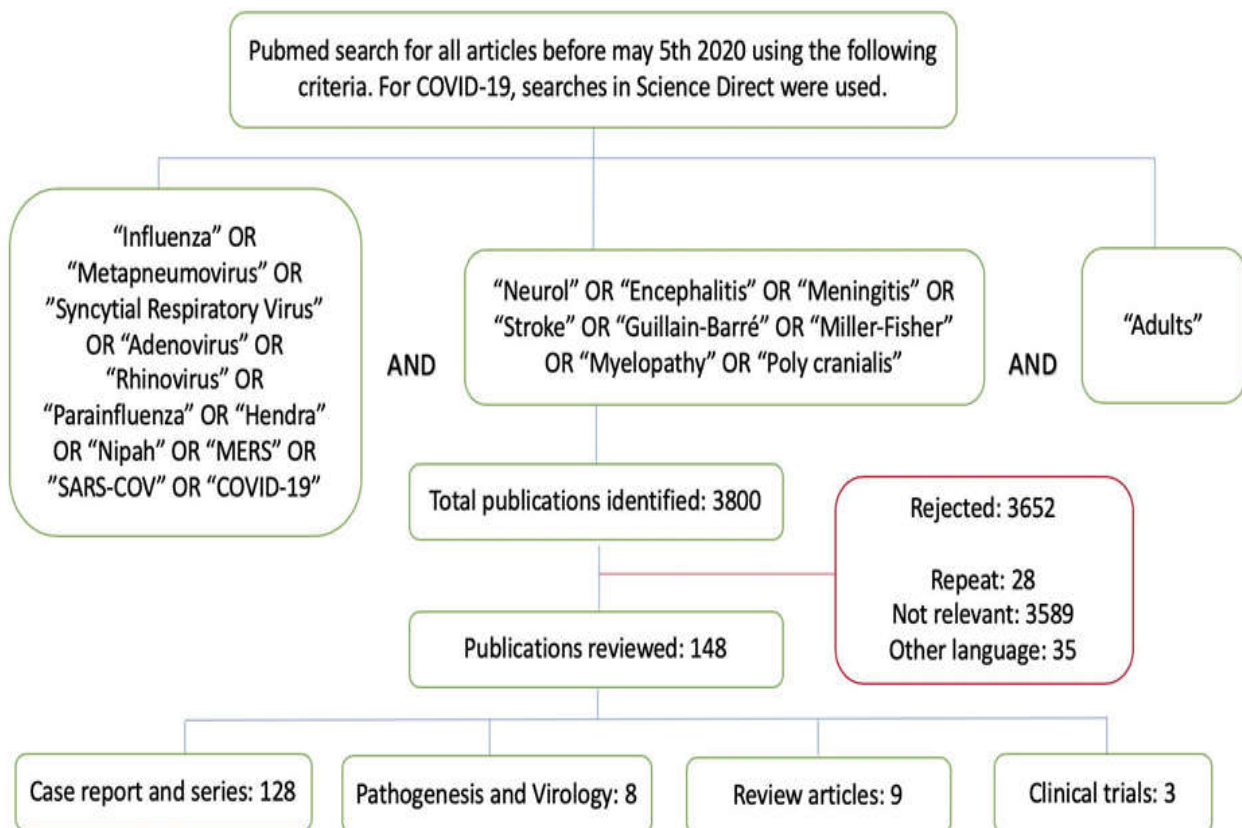 Pubmed search for all articles before may 5th 2020 using the following
criteria. For COVID-19, searches in Science Direct were used.
“Influenza” OR
“Metapneumovirus” OR
”Syncytial Respiratory Virus”
OR “Adenovirus” OR
“Rhinovirus” OR
“Parainfluenza” OR “Hendra”
OR “Nipah” OR “MERS” OR
”SARS-COV” OR “COVID-19”
AND
“Neurol” OR “Encephalitis” OR “Meningitis” OR
“Stroke” OR “Guillain-Barré” OR “Miller-Fisher”
OR “Myelopathy” OR “Poly cranialis”
AND
“Adults”
Total publications identified: 3800
Rejected: 3652
Repeat: 28
Not relevant: 3589
Other language: 35
Publications reviewed: 148
Case report and series: 128
Pathogenesis and Virology: 8
Review articles: 9
Clinical trials: 3